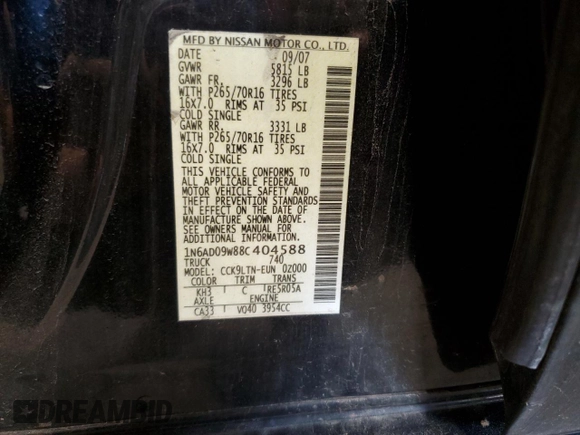 MFD BY NISSAN MOTOR CO., LTD.
DATE 09/07
GVWR 5815 LB
GAWR FR. 3296 LB
WITH P265/70R16 TIRES
16X7.0 RIMS AT 35 PSI
COLD SINGLE
GAWR RR. 3331 LB
WITH P265/70R16 TIRES
16X7.0 RIMS AT 35 PSI
COLD SINGLE
THIS VEHICLE CONFORMS TO
ALL APPLICABLE FEDERAL
MOTOR VEHICLE SAFETY AND
THEFT PREVENTION STANDARDS
IN EFFECT ON THE DATE OF
MANUFACTURE SHOWN ABOVE.
SEE OWNERS MANUAL FOR
ADDITIONAL INFORMATION.
1N6AD09W88C404588
TRUCK 740
MODEL: CCK9LTN-EUN 0Z000
COLOR TRIM TRANS
KH3 C RE5R05A
AXLE ENGINE
CA33 VQ40 3954CC
DREAMBID